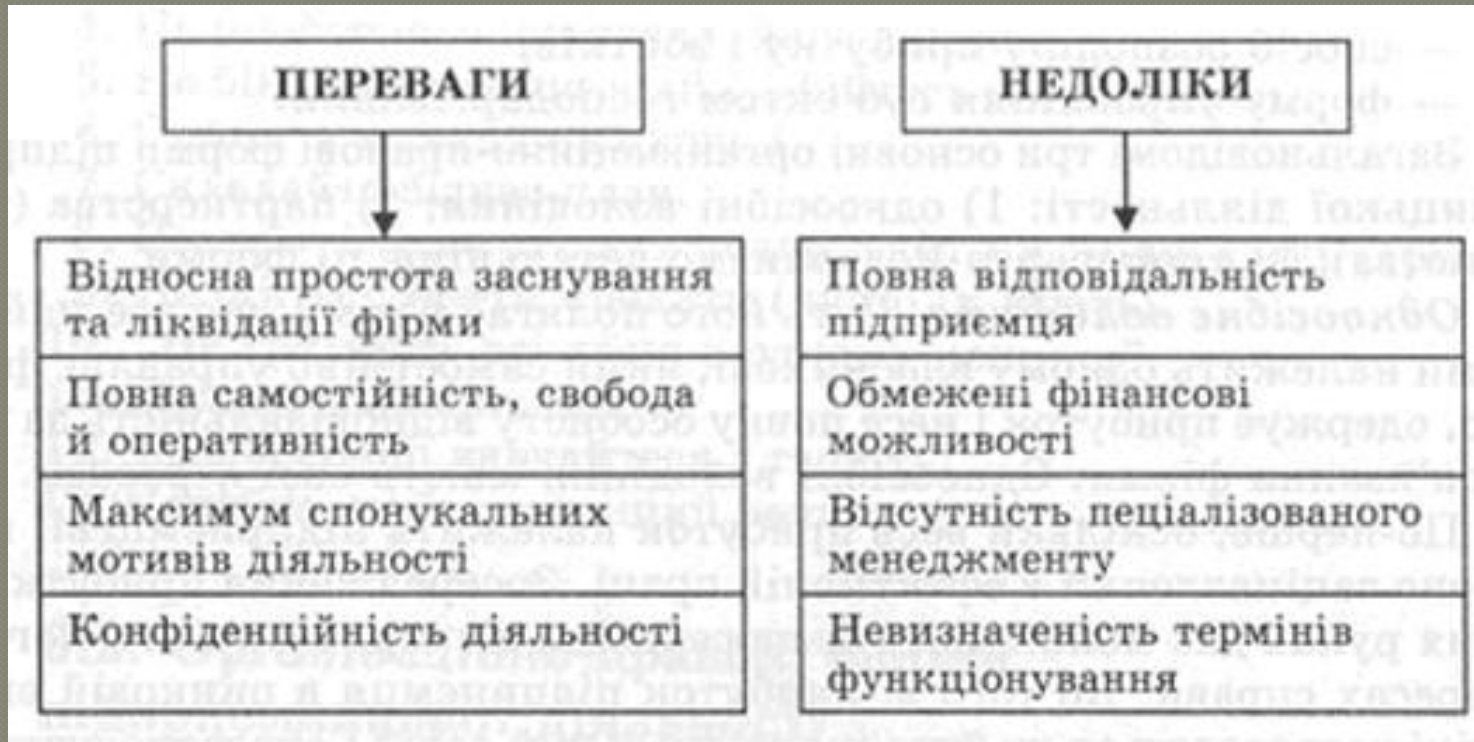 ПЕРЕВАГИ
Відносна простота заснування
та ліквідації фірми
Повна самостійність, свобода
й оперативність
Максимум спонукальних
мотивів діяльності
Конфіденційність діяльності
НЕДОЛІКИ
Повна відповідальність
підприємця
Обмежені фінансові
можливості
Відсутність пеціалізованого
менеджменту
Невизначеність термінів
функціонування